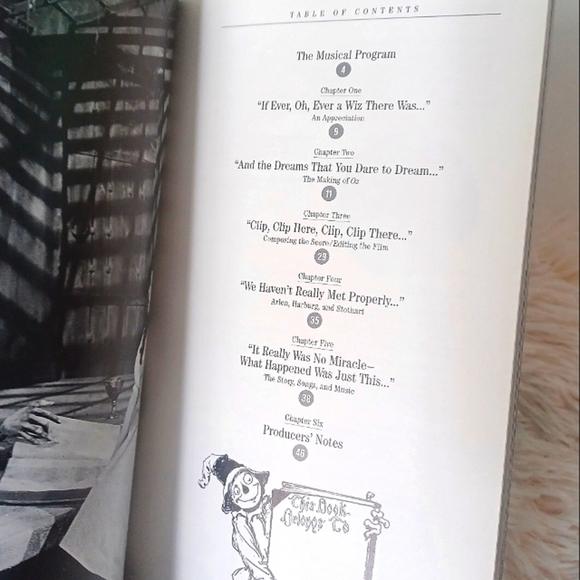 TABLE OF CONTENTS
The Musical Program
4
Chapter One
“If Ever, Oh, Ever a Wiz There Was...”
An Appreciation
9
Chapter Two
“And the Dreams That You Dare to Dream...”
The Making of Oz
11
Chapter Three
“Clip, Clip Here, Clip, Clip There...”
Composing the Score/Editing the Film
29
Chapter Four
“We Haven't Really Met Properly...”
Arlen, Harburg, and Stothart
35
Chapter Five
“It Really Was No Miracle–
What Happened Was Just This...”
The Story, Songs, and Music
38
Chapter Six
Producers' Notes
46
This Book
Belongs To